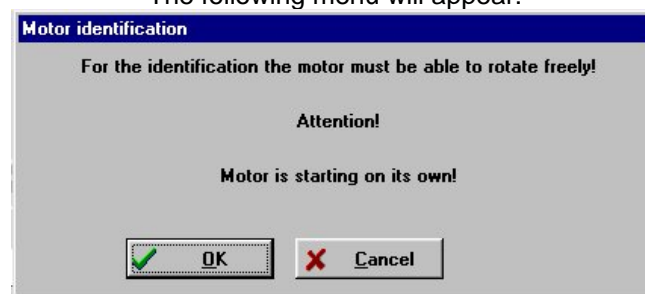 The following menu will appear:
Motor identification
For the identification the motor must be able to rotate freely!
Attention!
Motor is starting on its own!
OK
Cancel